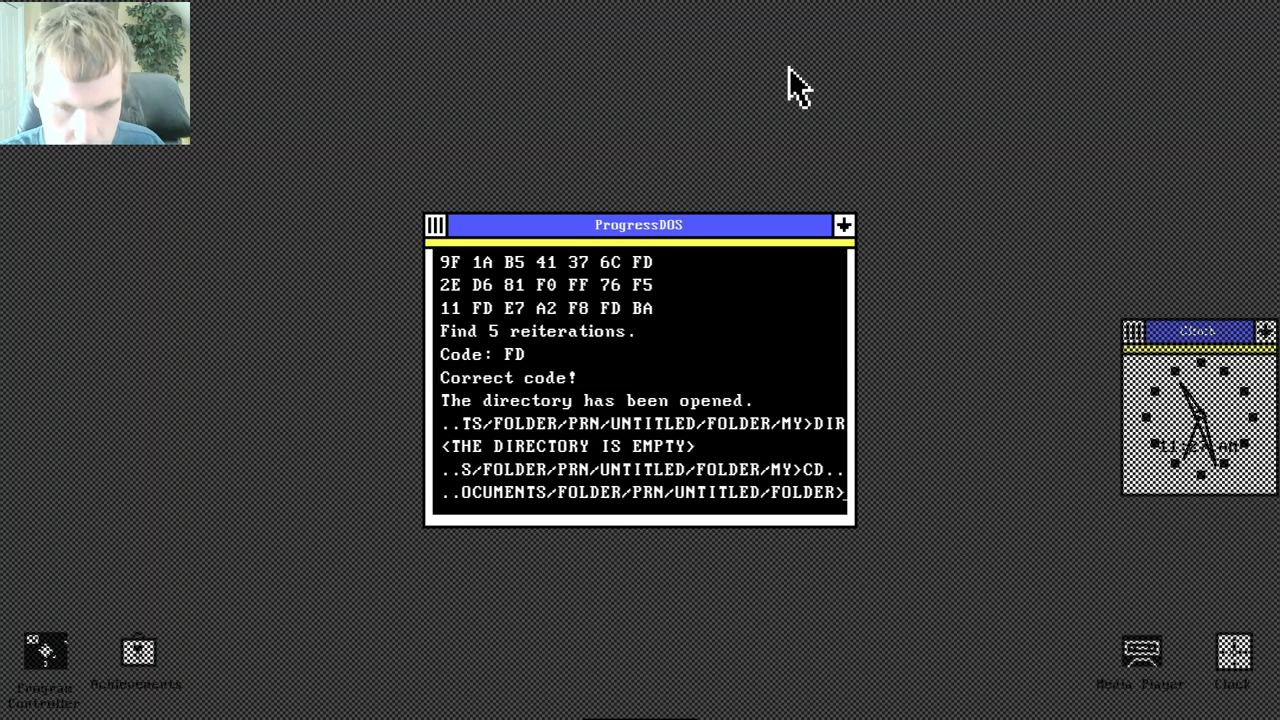 ProgressDOS
9F 1A B5 41 37 6C FD
2E D6 81 F0 FF 76 F5
11 FD E7 A2 F8 FD BA
Find 5 reiterations.
Code: FD
Correct code!
The directory has been opened.
..TS/FOLDER/PRN/UNTITLED/FOLDER/MY>DIR
<THE DIRECTORY IS EMPTY>
..S/FOLDER/PRN/UNTITLED/FOLDER/MY>CD..
..OCUMENTS/FOLDER/PRN/UNTITLED/FOLDER>_
Clock
Program
Controller
Achievements
Media Player
Clock